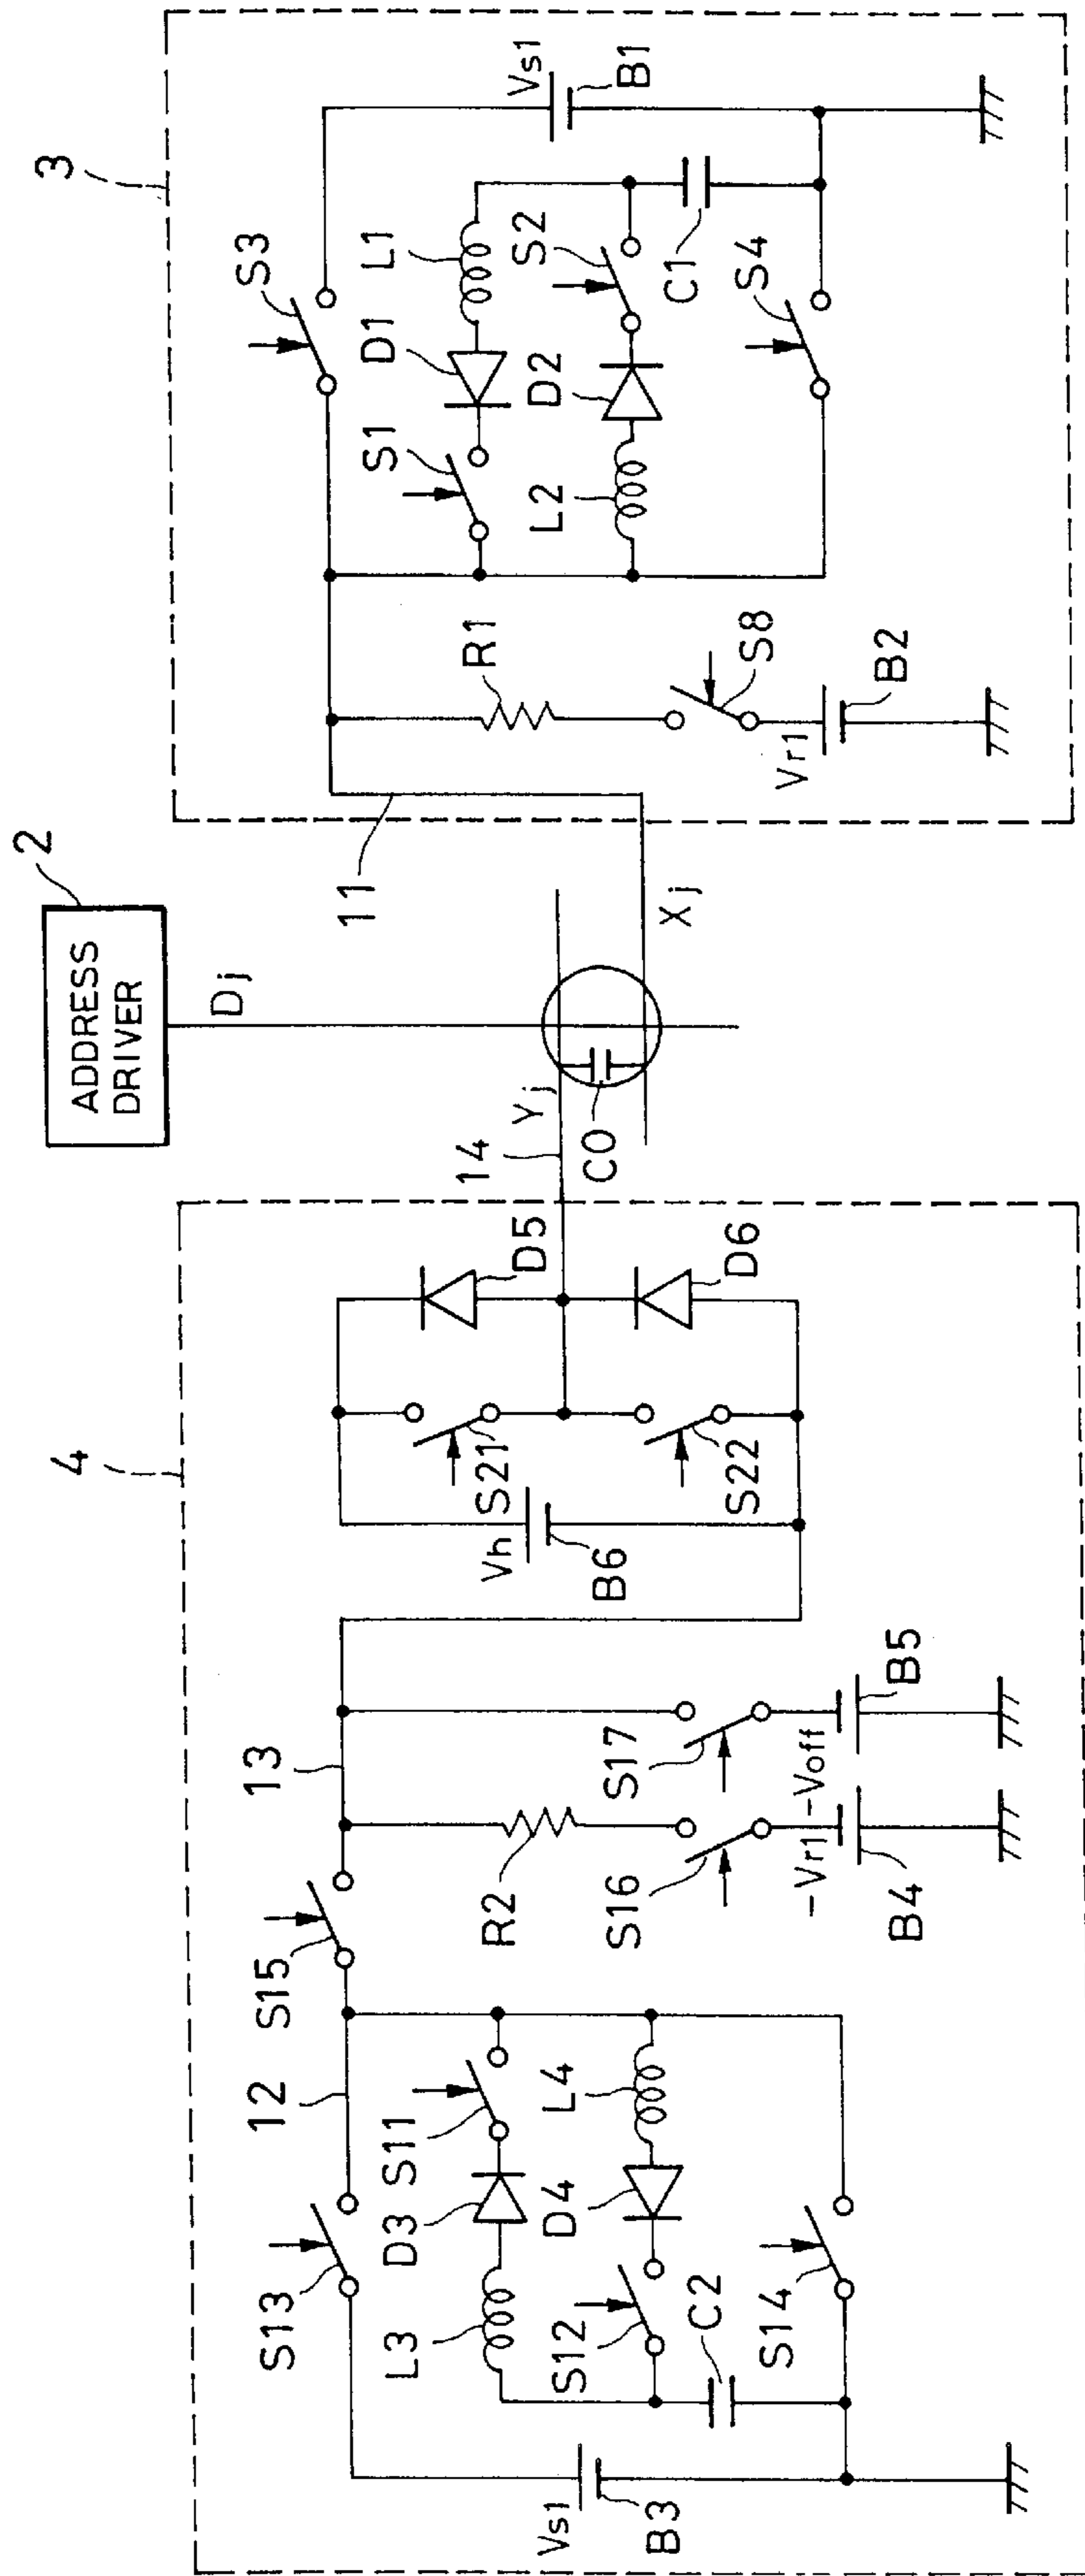 4
12
13
14
S13
S15
L3
D3
S11
S12
D4
L4
C2
S14
Vs1
B3
R2
S16
S17
-Vr1
-Voff
B4
B5
Vh
B6
S21
S22
D5
D6
ADDRESS
DRIVER
2
Dj
Yj
C0
Xj
11
3
S3
R1
S8
Vr1
B2
S1
D1
L1
L2
D2
S2
C1
S4
Vs1
B1